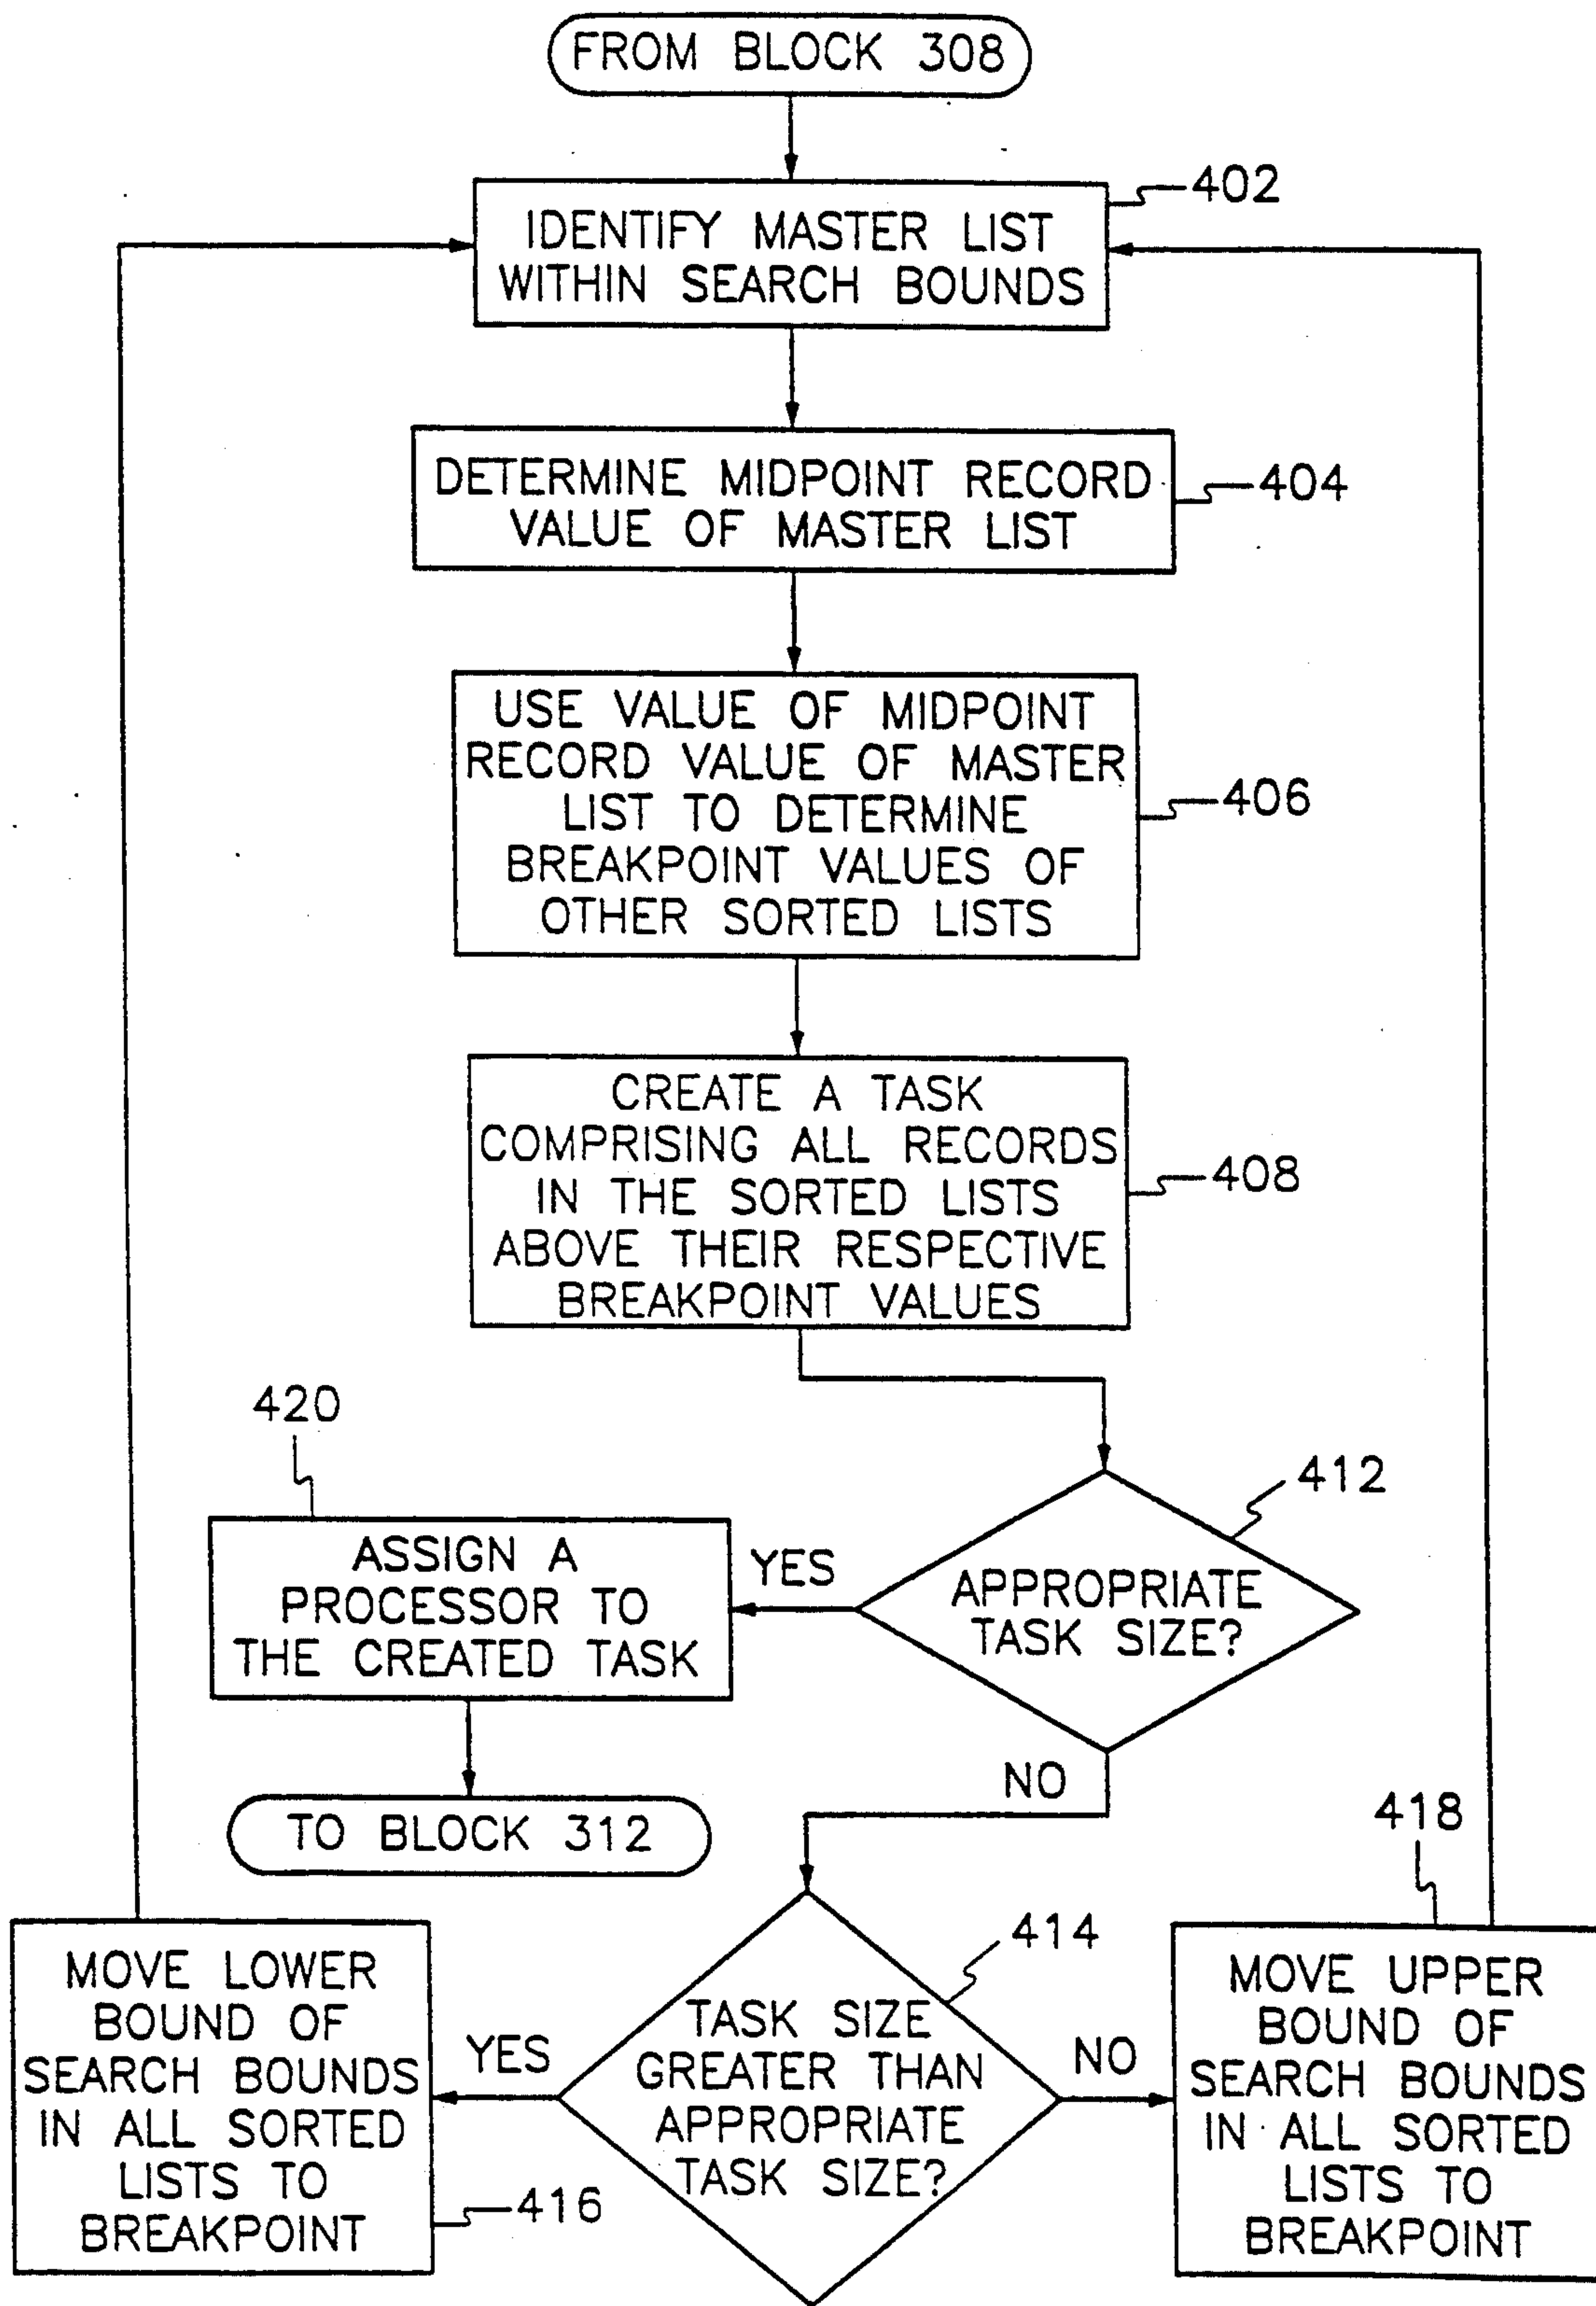 FROM BLOCK 308
402
IDENTIFY MASTER LIST
WITHIN SEARCH BOUNDS
DETERMINE MIDPOINT RECORD
VALUE OF MASTER LIST
404
USE VALUE OF MIDPOINT
RECORD VALUE OF MASTER
LIST TO DETERMINE
BREAKPOINT VALUES OF
OTHER SORTED LISTS
406
CREATE A TASK
COMPRISING ALL RECORDS
IN THE SORTED LISTS
ABOVE THEIR RESPECTIVE
BREAKPOINT VALUES
408
420
412
ASSIGN A
PROCESSOR TO
THE CREATED TASK
YES
APPROPRIATE
TASK SIZE?
NO
TO BLOCK 312
418
414
MOVE LOWER
BOUND OF
SEARCH BOUNDS
IN ALL SORTED
LISTS TO
BREAKPOINT
416
YES
TASK SIZE
GREATER THAN
APPROPRIATE
TASK SIZE?
NO
MOVE UPPER
BOUND OF
SEARCH BOUNDS
IN ALL SORTED
LISTS TO
BREAKPOINT